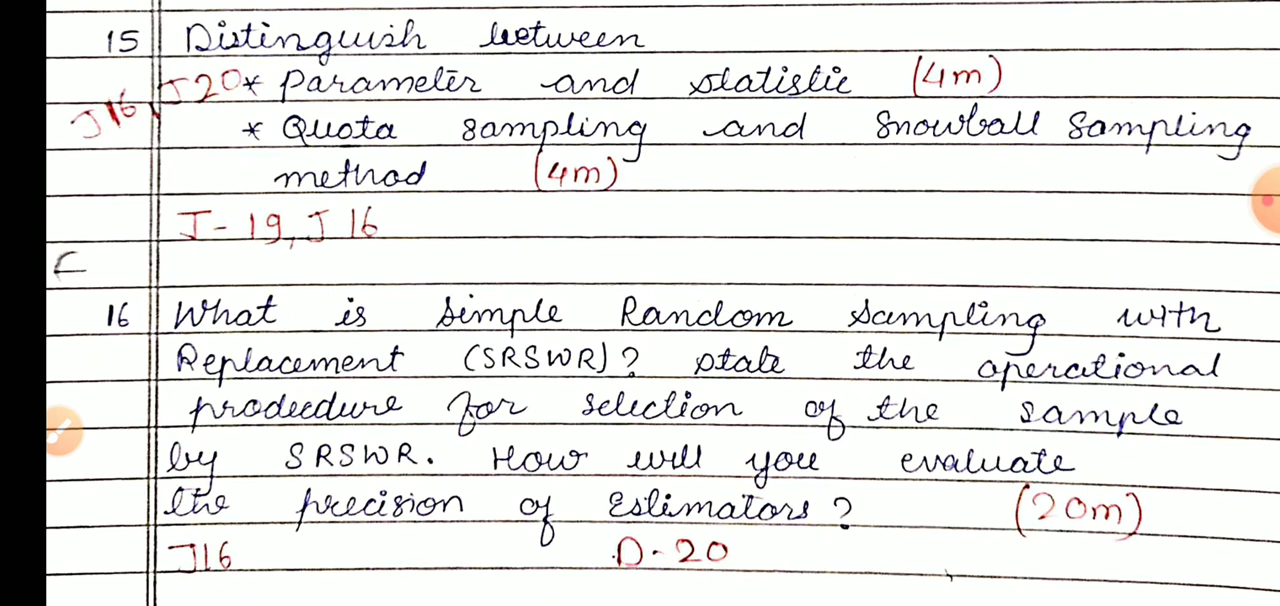 15 Distinguish between
J16, J20 * Parameter and statistic (4m)
* Quota sampling and Snowball Sampling
method (4m)
J-19, J16
16 What is Simple Random Sampling with
Replacement (SRSWR)? State the operational
prodecdure for selection of the sample
by SRSWR. How will you evaluate
the precision of Estimators? (20m)
J16 D-20